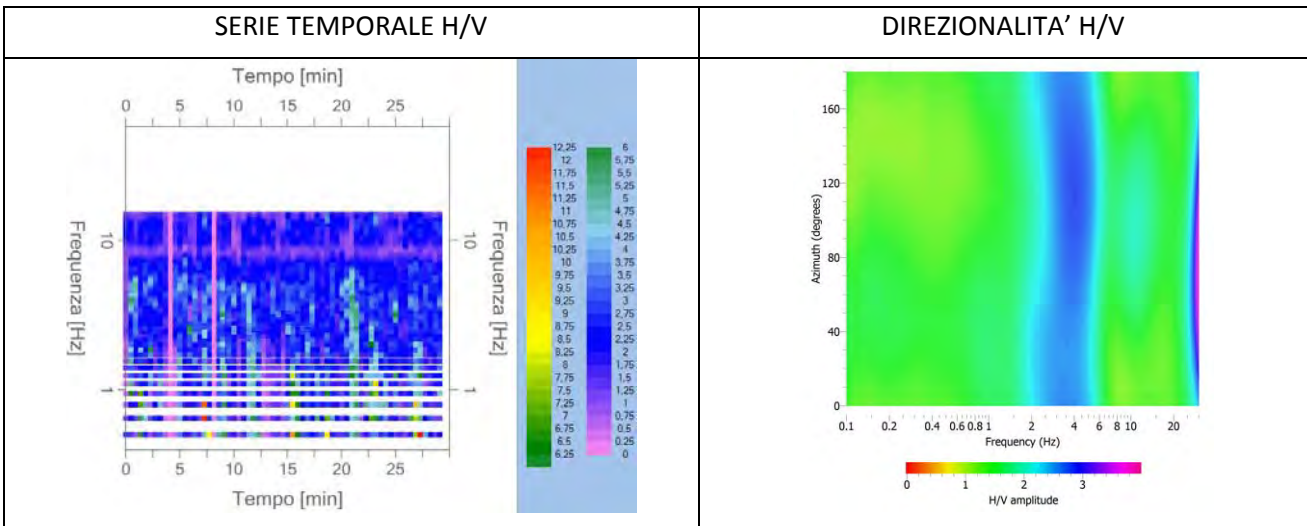 SERIE TEMPORALE H/V
DIREZIONALITA’ H/V
Tempo [min]
0 5 10 15 20 25
Frequenza [Hz]
10
1
Frequenza [Hz]
10
1
0 5 10 15 20 25
Tempo [min]
12,25 6
12 5,75
11,75 5,5
11,5 5,25
11,25 5
11 4,75
10,75 4,5
10,5 4,25
10,25 4
10 3,75
9,75 3,5
9,5 3,25
9,25 3
9 2,75
8,75 2,5
8,5 2,25
8,25 2
8 1,75
7,75 1,5
7,5 1,25
7,25 1
7 0,75
6,75 0,5
6,5 0,25
6,25 0
Azimuth (degrees)
160
120
80
40
0
0.1 0.2 0.4 0.6 0.8 1 2 4 6 8 10 20
Frequency (Hz)
0 1 2 3
H/V amplitude